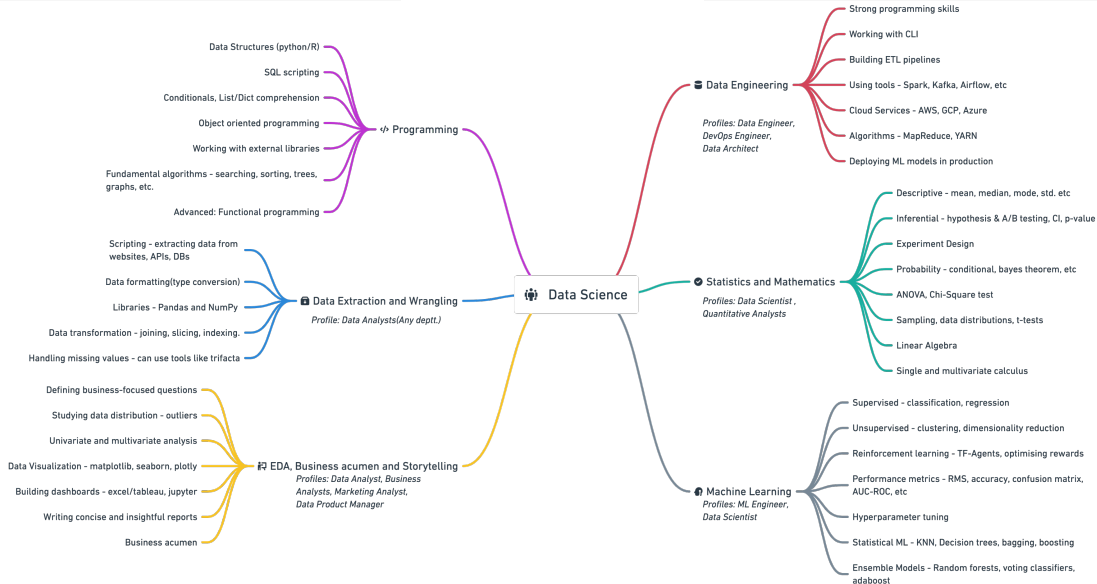 Data Science
Programming
Data Structures (python/R)
SQL scripting
Conditionals, List/Dict comprehension
Object oriented programming
Working with external libraries
Fundamental algorithms - searching, sorting, trees,
graphs, etc.
Advanced: Functional programming
Data Extraction and Wrangling
Profile: Data Analysts(Any deptt.)
Scripting - extracting data from
websites, APIs, DBs
Data formatting(type conversion)
Libraries - Pandas and NumPy
Data transformation - joining, slicing, indexing.
Handling missing values - can use tools like trifacta
EDA, Business acumen and Storytelling
Profiles: Data Analyst, Business
Analysts, Marketing Analyst,
Data Product Manager
Defining business-focused questions
Studying data distribution - outliers
Univariate and multivariate analysis
Data Visualization - matplotlib, seaborn, plotly
Building dashboards - excel/tableau, jupyter
Writing concise and insightful reports
Business acumen
Data Engineering
Profiles: Data Engineer,
DevOps Engineer,
Data Architect
Strong programming skills
Working with CLI
Building ETL pipelines
Using tools - Spark, Kafka, Airflow, etc
Cloud Services - AWS, GCP, Azure
Algorithms - MapReduce, YARN
Deploying ML models in production
Statistics and Mathematics
Profiles: Data Scientist ,
Quantitative Analysts
Descriptive - mean, median, mode, std. etc
Inferential - hypothesis & A/B testing, CI, p-value
Experiment Design
Probability - conditional, bayes theorem, etc
ANOVA, Chi-Square test
Sampling, data distributions, t-tests
Linear Algebra
Single and multivariate calculus
Machine Learning
Profiles: ML Engineer,
Data Scientist
Supervised - classification, regression
Unsupervised - clustering, dimensionality reduction
Reinforcement learning - TF-Agents, optimising rewards
Performance metrics - RMS, accuracy, confusion matrix,
AUC-ROC, etc
Hyperparameter tuning
Statistical ML - KNN, Decision trees, bagging, boosting
Ensemble Models - Random forests, voting classifiers,
adaboost